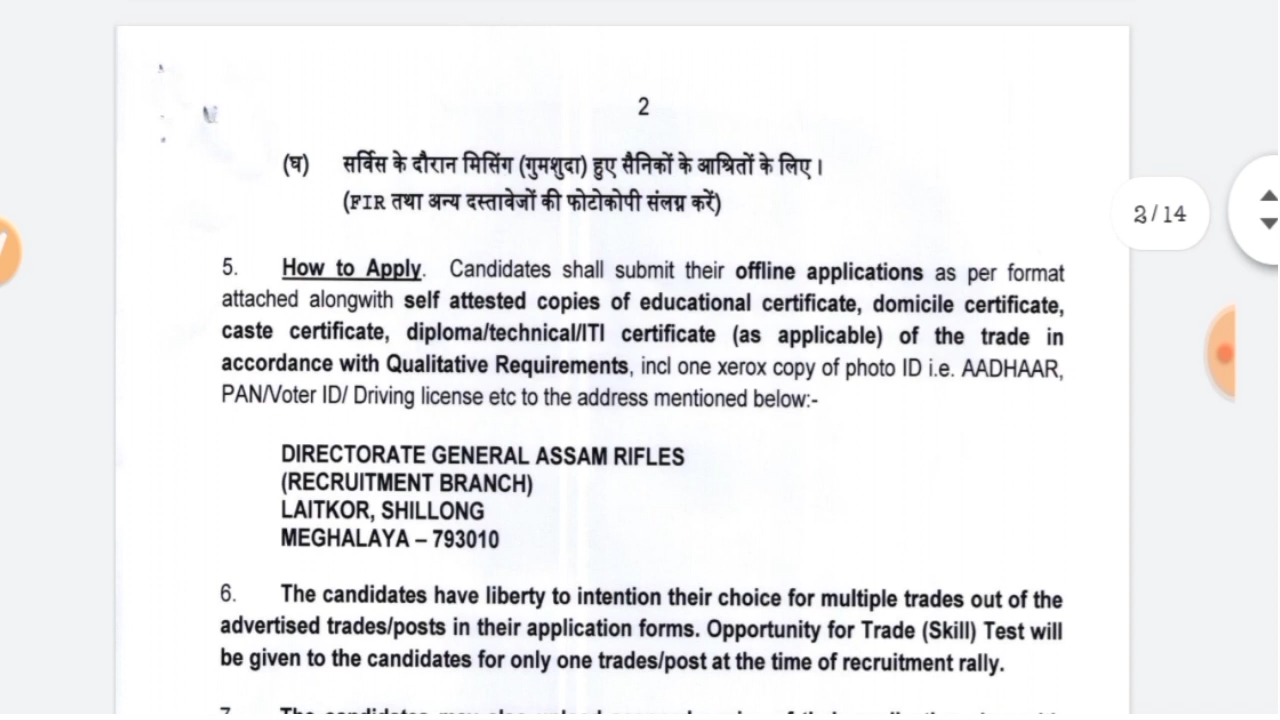 2
(घ) सर्विस के दौरान मिसिंग (गुमशुदा) हुए सैनिकों के आश्रितों के लिए।
(FIR तथा अन्य दस्तावेजों की फोटोकोपी संलग्न करें)
2/14
5. How to Apply. Candidates shall submit their offline applications as per format
attached alongwith self attested copies of educational certificate, domicile certificate,
caste certificate, diploma/technical/ITI certificate (as applicable) of the trade in
accordance with Qualitative Requirements, incl one xerox copy of photo ID i.e. AADHAAR,
PAN/Voter ID/ Driving license etc to the address mentioned below:-
DIRECTORATE GENERAL ASSAM RIFLES
(RECRUITMENT BRANCH)
LAITKOR, SHILLONG
MEGHALAYA – 793010
6. The candidates have liberty to intention their choice for multiple trades out of the
advertised trades/posts in their application forms. Opportunity for Trade (Skill) Test will
be given to the candidates for only one trades/post at the time of recruitment rally.
7. The candidates may also